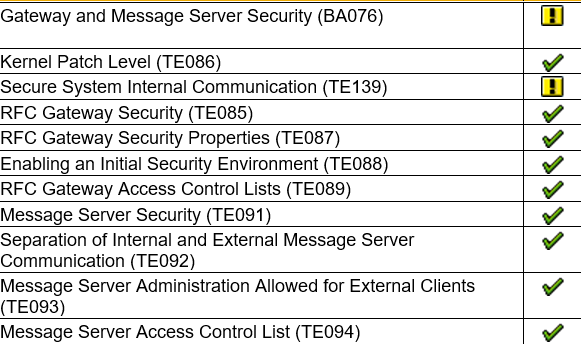 Gateway and Message Server Security (BA076)
Kernel Patch Level (TE086)
Secure System Internal Communication (TE139)
RFC Gateway Security (TE085)
RFC Gateway Security Properties (TE087)
Enabling an Initial Security Environment (TE088)
RFC Gateway Access Control Lists (TE089)
Message Server Security (TE091)
Separation of Internal and External Message Server
Communication (TE092)
Message Server Administration Allowed for External Clients
(TE093)
Message Server Access Control List (TE094)